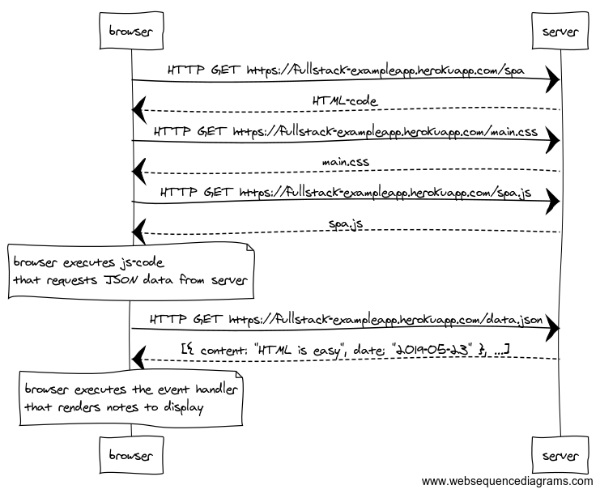 browser
server
HTTP GET https://fullstack-exampleapp.herokuapp.com/spa
HTML-code
HTTP GET https://fullstack-exampleapp.herokuapp.com/main.css
main.css
HTTP GET https://fullstack-exampleapp.herokuapp.com/spa.js
spa.js
browser executes js-code
that requests JSON data from server
HTTP GET https://fullstack-exampleapp.herokuapp.com/data.json
[{ content: "HTML is easy", date: "2019-05-23" }, ...]
browser executes the event handler
that renders notes to display
browser
server
www.websequencediagrams.com